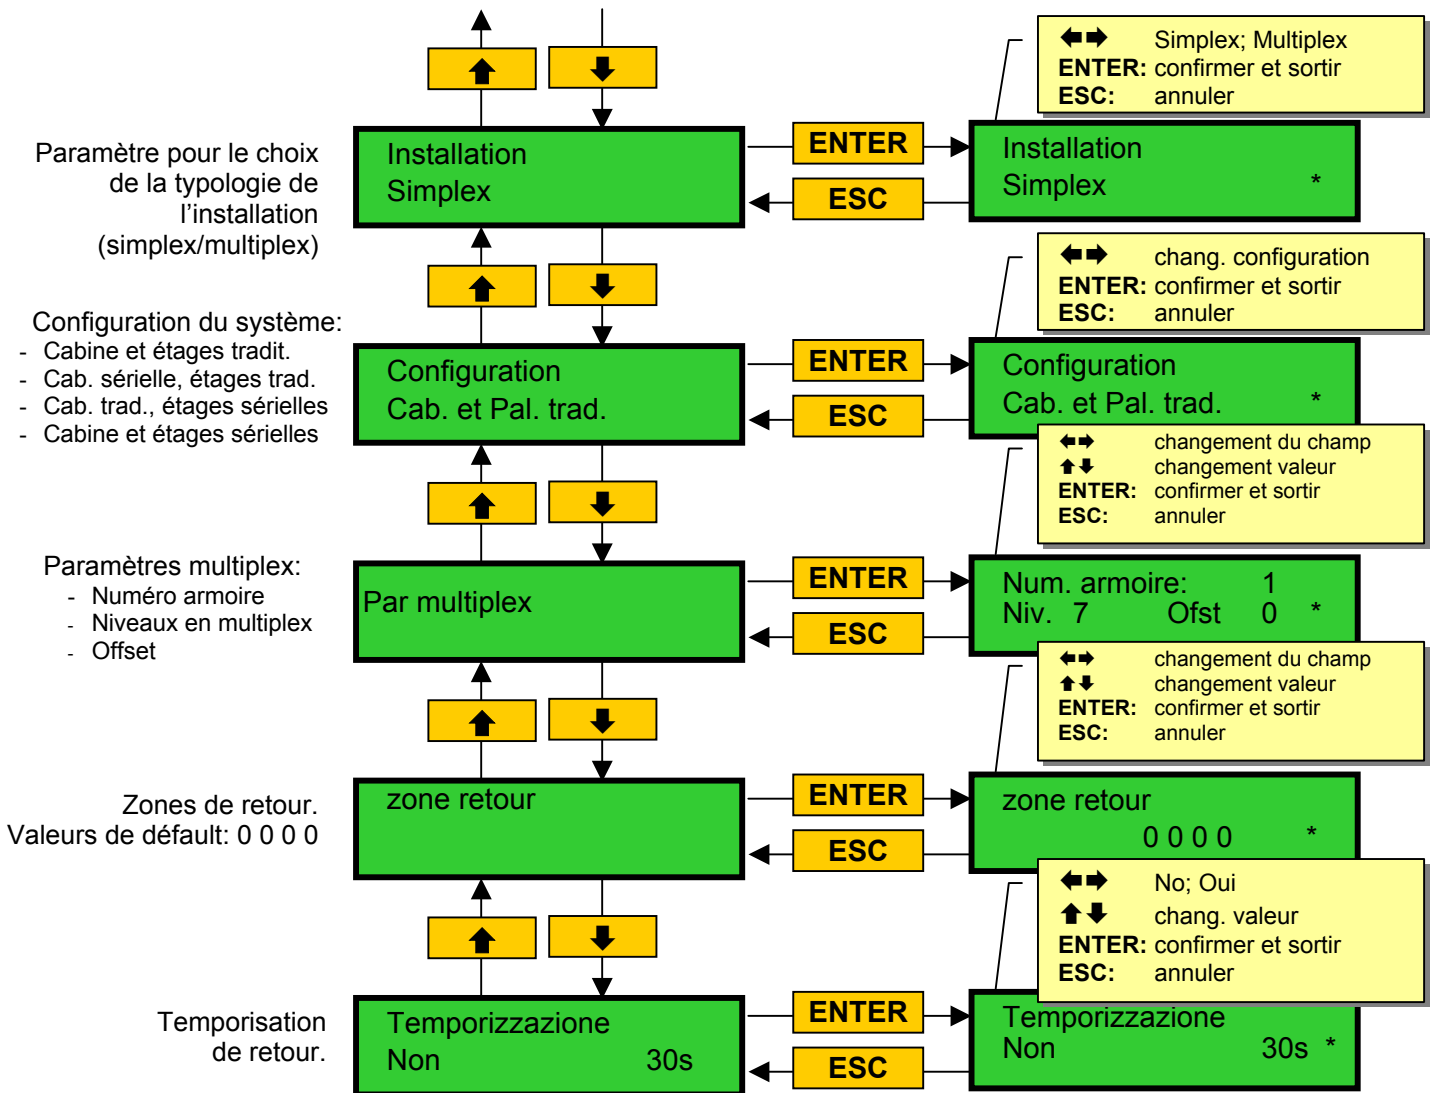 Simplex; Multiplex
ENTER: confirmer et sortir
ESC: annuler
Paramètre pour le choix
de la typologie de
l'installation
(simplex/multiplex)
Installation
Simplex
ENTER
ESC
Installation
Simplex *
chang. configuration
ENTER: confirmer et sortir
ESC: annuler
Configuration du système:
- Cabine et étages tradit.
- Cab. sérielle, étages trad.
- Cab. trad., étages sérielles
- Cabine et étages sérielles
Configuration
Cab. et Pal. trad.
ENTER
ESC
Configuration
Cab. et Pal. trad. *
changement du champ
changement valeur
ENTER: confirmer et sortir
ESC: annuler
Paramètres multiplex:
- Numéro armoire
- Niveaux en multiplex
- Offset
Par multiplex
ENTER
ESC
Num. armoire: 1
Niv. 7 Ofst 0 *
changement du champ
changement valeur
ENTER: confirmer et sortir
ESC: annuler
Zones de retour.
Valeurs de défault: 0 0 0 0
zone retour
ENTER
ESC
zone retour
0 0 0 0 *
No; Oui
chang. valeur
ENTER: confirmer et sortir
ESC: annuler
Temporisation
de retour.
Temporizzazione
Non 30s
ENTER
ESC
Temporizzazione
Non 30s *